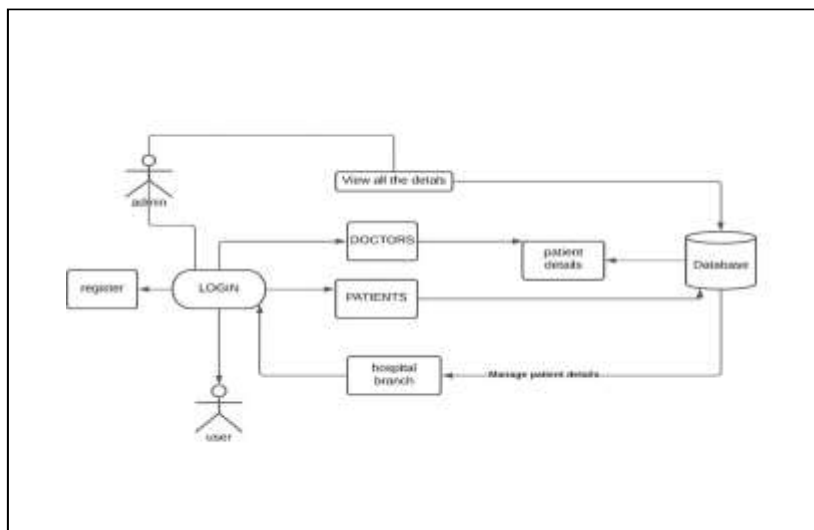 View all the details
admin
DOCTORS
patient
details
Database
register
LOGIN
PATIENTS
hospital
branch
Manage patient details
user